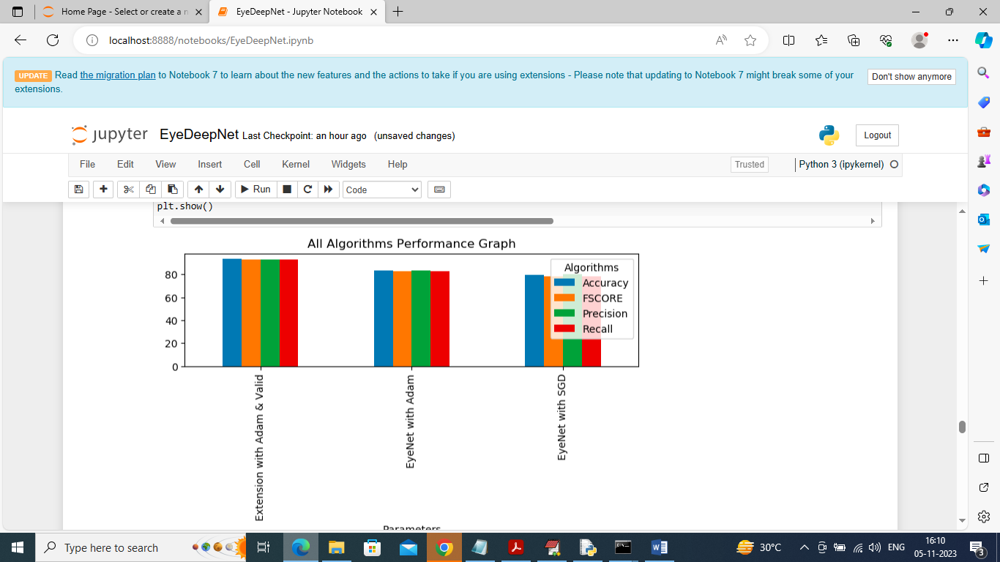 Home Page - Select or create a n
EyeDeepNet - Jupyter Notebook
localhost:8888/notebooks/EyeDeepNet.ipynb
UPDATE Read the migration plan to Notebook 7 to learn about the new features and the actions to take if you are using extensions - Please note that updating to Notebook 7 might break some of your
extensions.
Don't show anymore
jupyter EyeDeepNet Last Checkpoint: an hour ago (unsaved changes)
Logout
File Edit View Insert Cell Kernel Widgets Help
Trusted
Python 3 (ipykernel)
Run
Code
plt.show()
All Algorithms Performance Graph
80
60
40
20
0
Algorithms
Accuracy
FSCORE
Precision
Recall
Extension with Adam & Valid
EyeNet with Adam
EyeNet with SGD
Parameters
Type here to search
30°C
ENG
16:10
05-11-2023
3